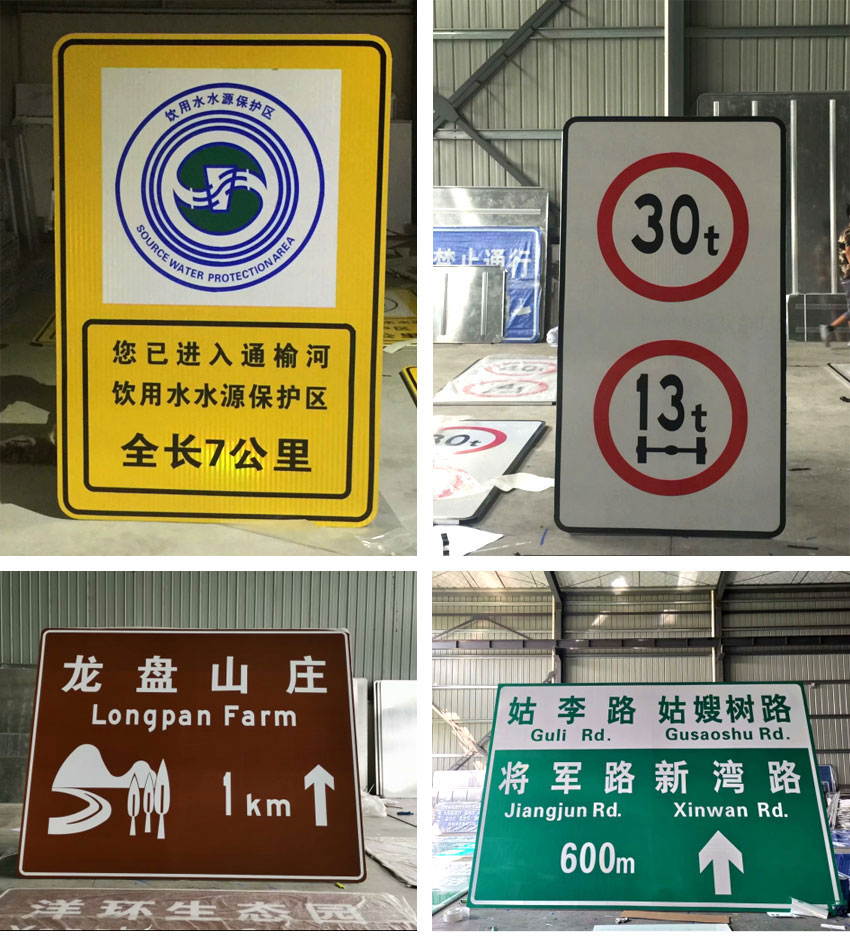 饮用水水源保护区
SOURCE WATER PROTECTION AREA
您已进入通榆河
饮用水水源保护区
全长7公里
禁止通行
30t
13t
30t
龙盘山庄
Longpan Farm
1km
洋环生态园
姑李路 姑嫂树路
Guli Rd. Gusaoshu Rd.
将军路 新湾路
Jiangjun Rd. Xinwan Rd.
600m